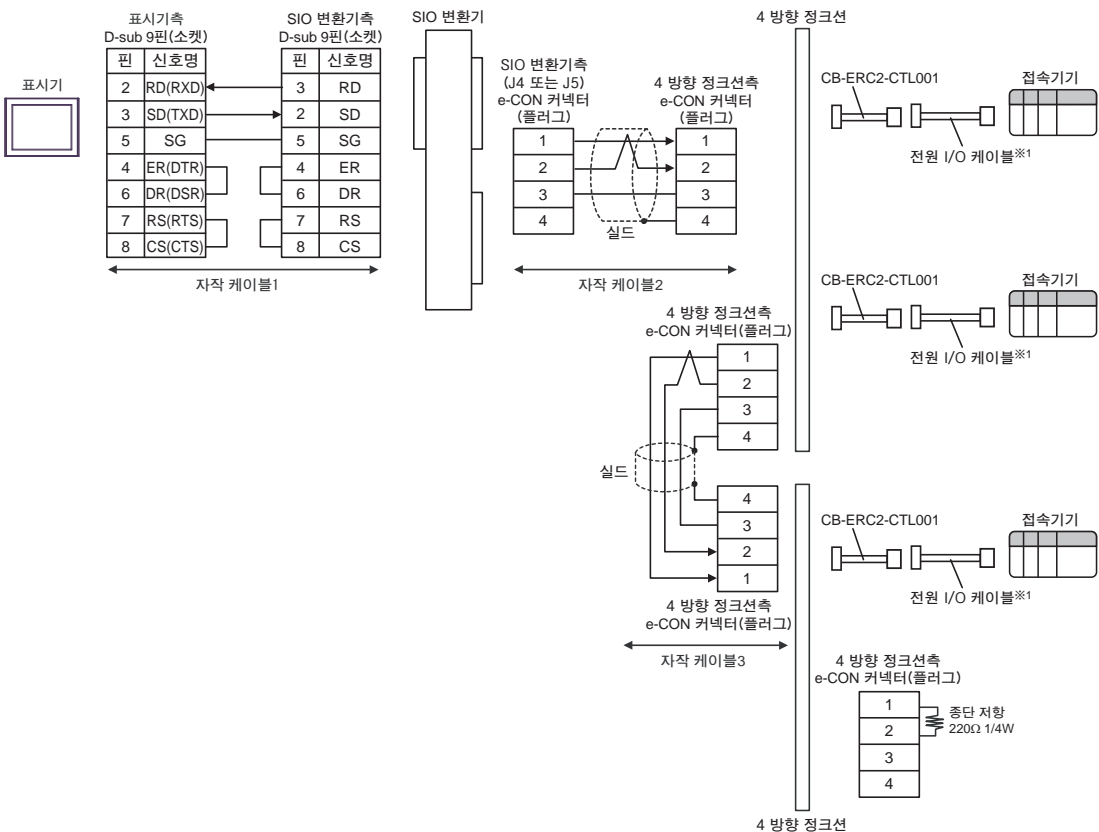 표시기
표시기측
D-sub 9핀(소켓)
핀 신호명
2 RD(RXD)
3 SD(TXD)
5 SG
4 ER(DTR)
6 DR(DSR)
7 RS(RTS)
8 CS(CTS)
SIO 변환기측
D-sub 9핀(소켓)
핀 신호명
3 RD
2 SD
5 SG
4 ER
6 DR
7 RS
8 CS
자작 케이블1
SIO 변환기
SIO 변환기측
(J4 또는 J5)
e-CON 커넥터
(플러그)
1
2
3
4
4 방향 정크션측
e-CON 커넥터
(플러그)
1
2
3
4
실드
자작 케이블2
4 방향 정크션
CB-ERC2-CTL001
접속기기
전원 I/O 케이블※1
CB-ERC2-CTL001
접속기기
전원 I/O 케이블※1
4 방향 정크션측
e-CON 커넥터(플러그)
1
2
3
4
실드
4
3
2
1
4 방향 정크션측
e-CON 커넥터(플러그)
자작 케이블3
CB-ERC2-CTL001
접속기기
전원 I/O 케이블※1
4 방향 정크션측
e-CON 커넥터(플러그)
1
2
3
4
종단 저항
220Ω 1/4W
4 방향 정크션